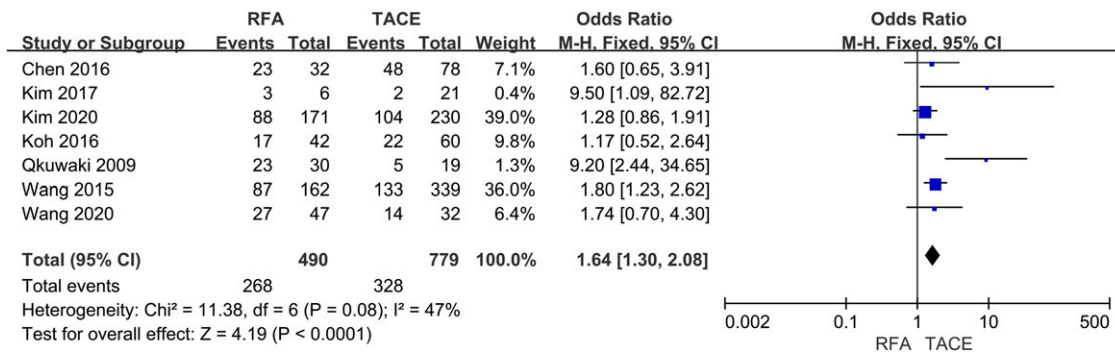 RFA TACE Odds Ratio Odds Ratio
Study or Subgroup Events Total Events Total Weight M-H, Fixed, 95% CI M-H, Fixed, 95% CI
Chen 2016 23 32 48 78 7.1% 1.60 [0.65, 3.91]
Kim 2017 3 6 2 21 0.4% 9.50 [1.09, 82.72]
Kim 2020 88 171 104 230 39.0% 1.28 [0.86, 1.91]
Koh 2016 17 42 22 60 9.8% 1.17 [0.52, 2.64]
Qkuwaki 2009 23 30 5 19 1.3% 9.20 [2.44, 34.65]
Wang 2015 87 162 133 339 36.0% 1.80 [1.23, 2.62]
Wang 2020 27 47 14 32 6.4% 1.74 [0.70, 4.30]
Total (95% CI) 490 779 100.0% 1.64 [1.30, 2.08]
Total events 268 328
Heterogeneity: Chi² = 11.38, df = 6 (P = 0.08); I² = 47%
Test for overall effect: Z = 4.19 (P < 0.0001)
0.002 0.1 1 10 500
RFA TACE